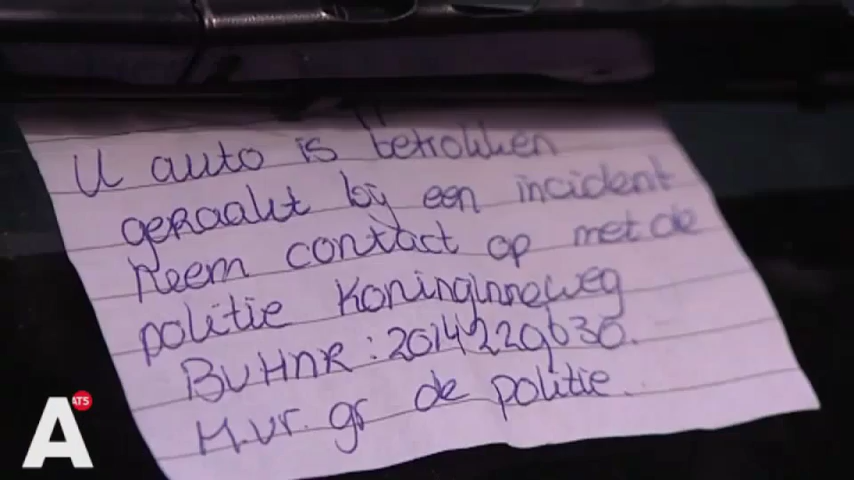 U auto is betrokken
geraakt bij een incident
Neem contact op met de
politie Koninginneweg
BVHNR: 2014229630.
M.vr. gr de politie.
A
ATS